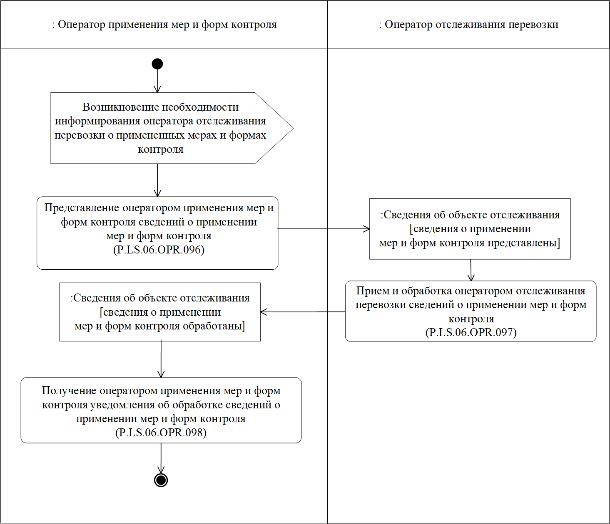 : Оператор применения мер и форм контроля
: Оператор отслеживания перевозки
Возникновение необходимости
информирования оператора отслеживания
перевозки о примененных мерах и формах
контроля
Представление оператором применения мер и
форм контроля сведений о применении
мер и форм контроля
(P.LS.06.OPR.096)
:Сведения об объекте отслеживания
[сведения о применении
мер и форм контроля представлены]
Прием и обработка оператором отслеживания
перевозки сведений о применении мер и форм
контроля
(P.LS.06.OPR.097)
:Сведения об объекте отслеживания
[сведения о применении
мер и форм контроля обработаны]
Получение оператором применения мер и форм
контроля уведомления об обработке сведений о
применении мер и форм контроля
(P.LS.06.OPR.098)